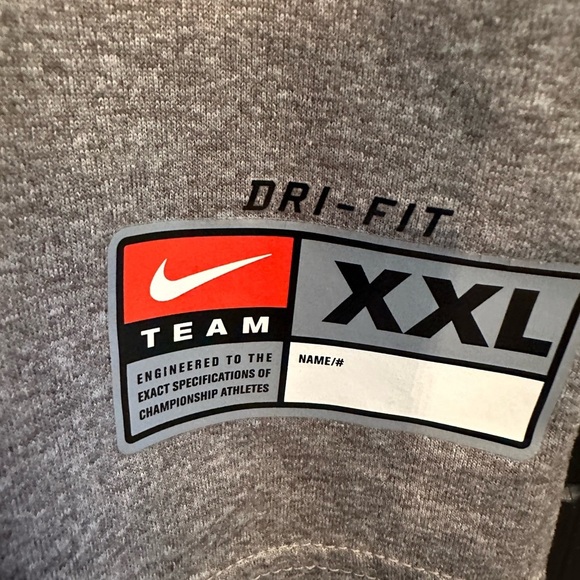 DRI-FIT
TEAM
ENGINEERED TO THE
EXACT SPECIFICATIONS OF
CHAMPIONSHIP ATHLETES
XXL
NAME/#